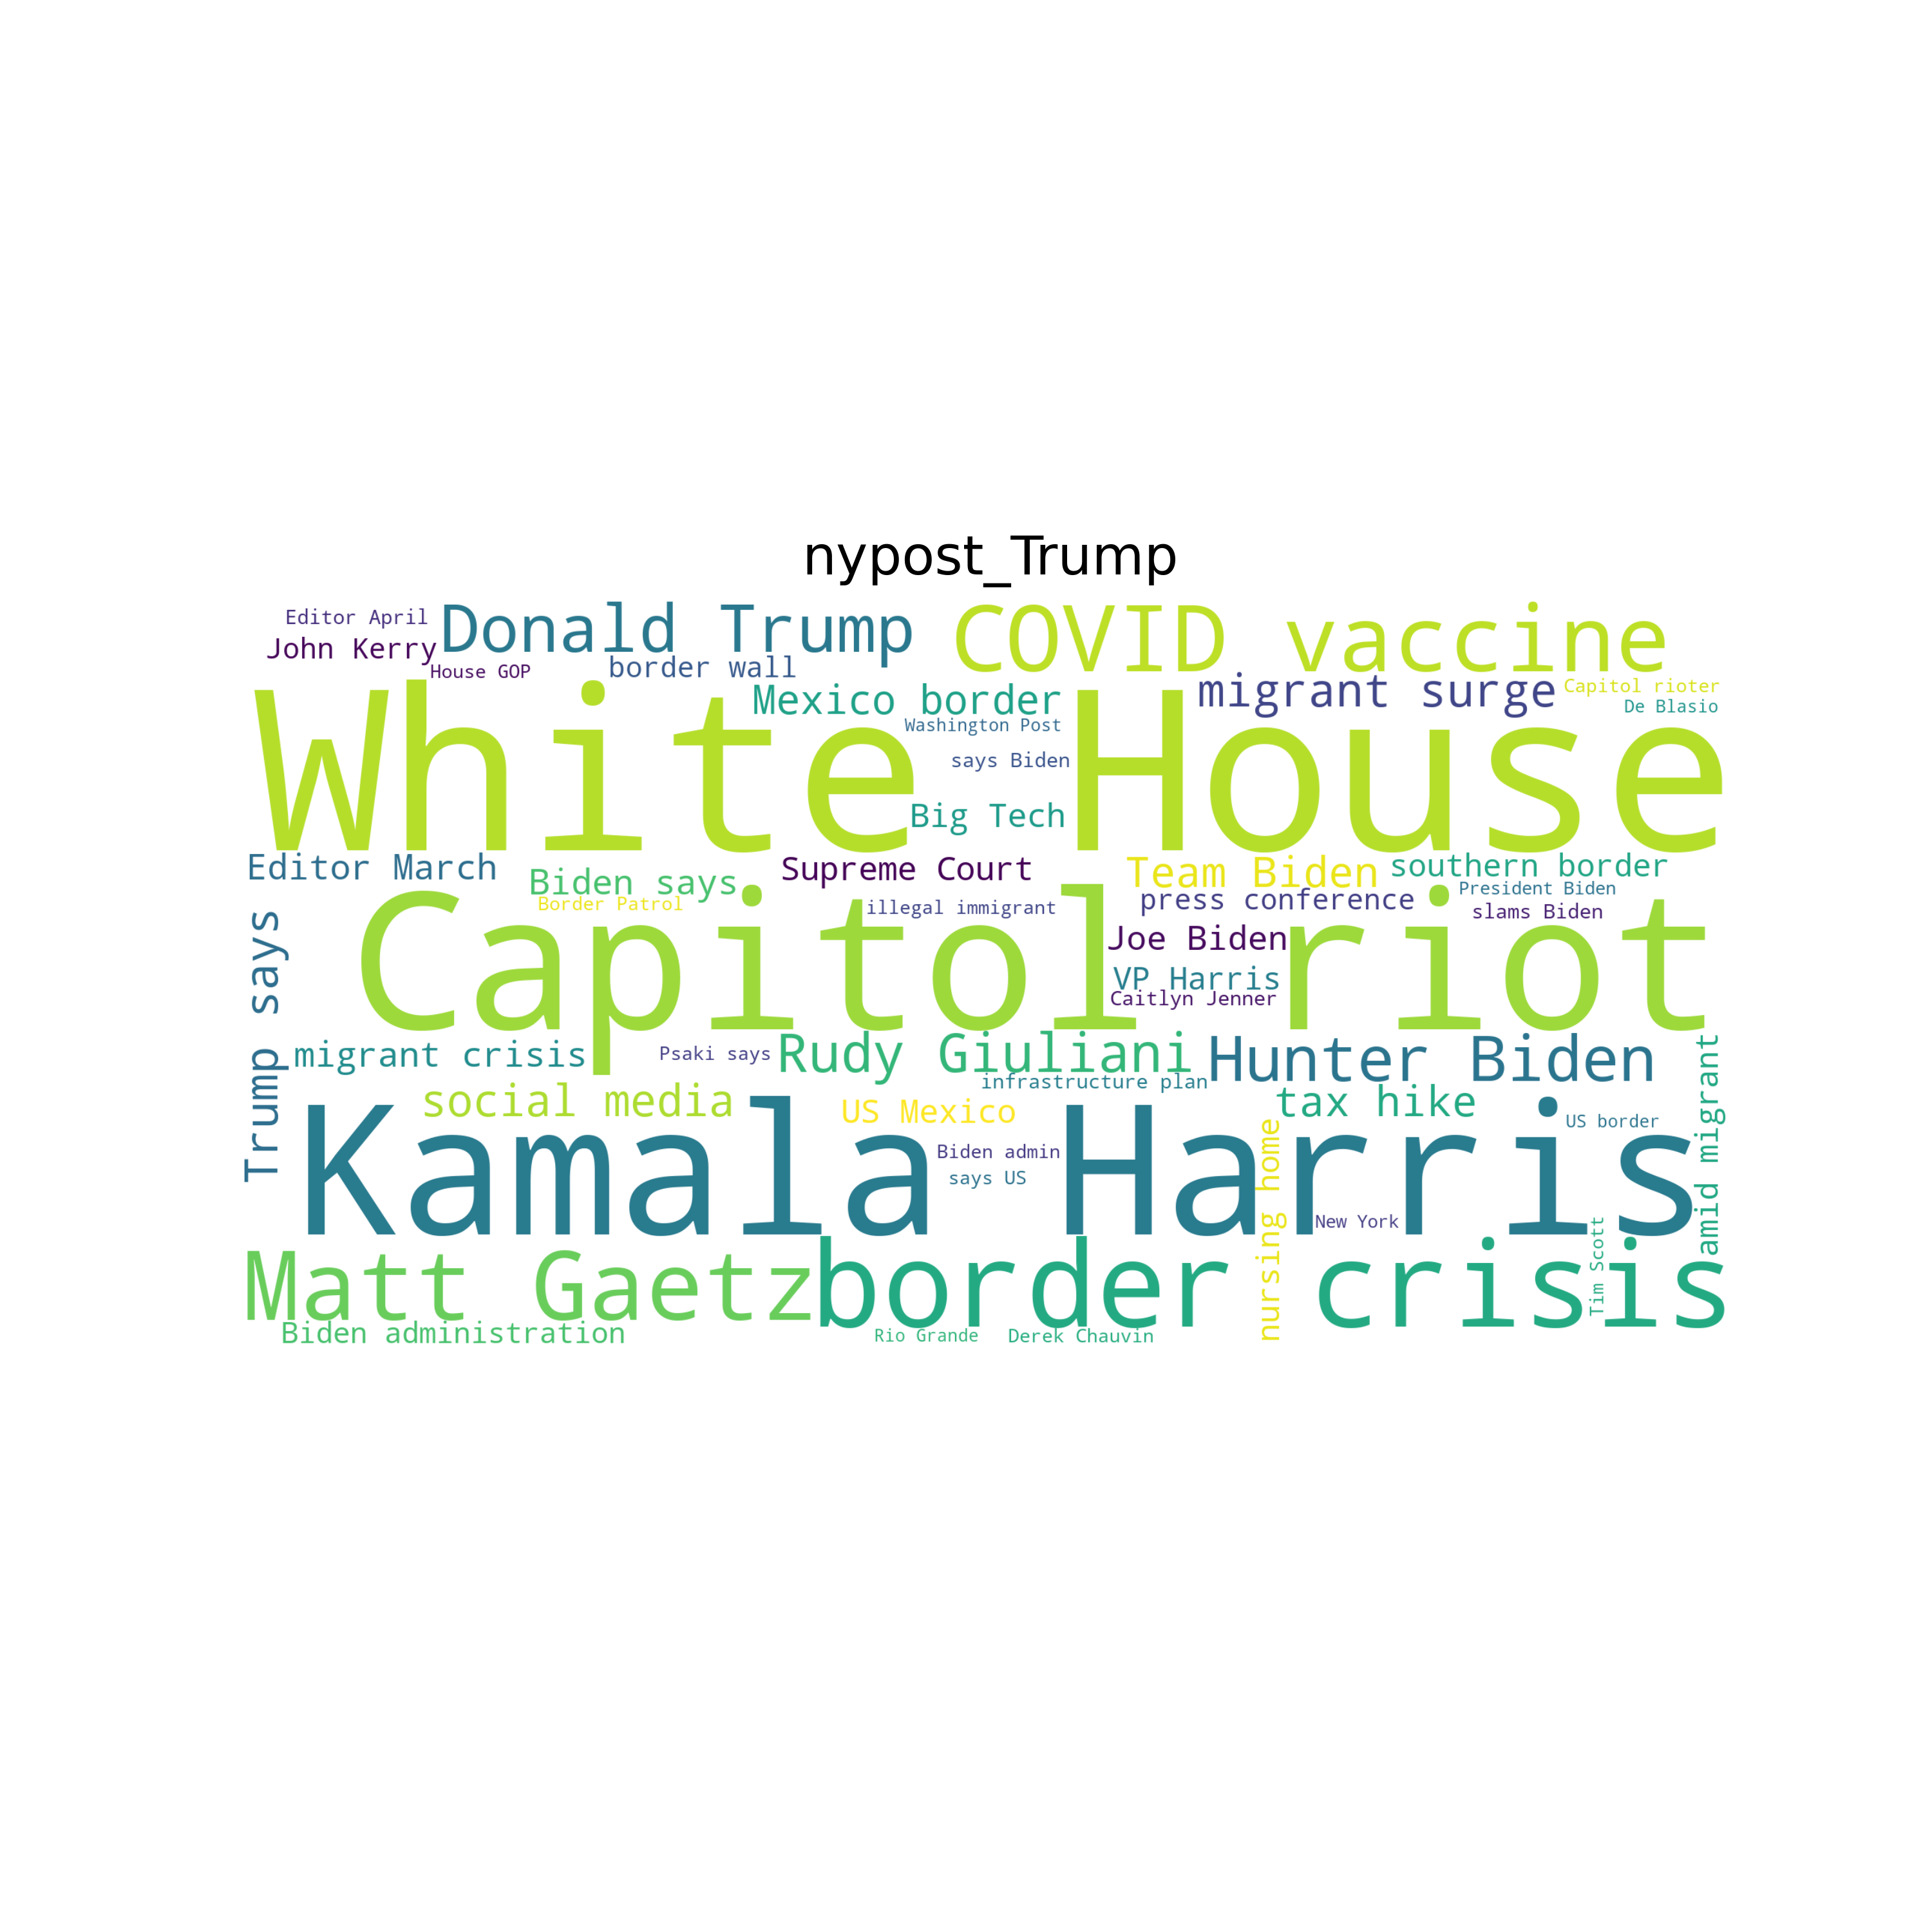 nypost_Trump
Editor April
Donald Trump
COVID vaccine
John Kerry
House GOP
border wall
Mexico border
migrant surge
Capitol rioter
De Blasio
Washington Post
White House
says Biden
Big Tech
Editor March
Biden says
Supreme Court
Team Biden
southern border
Border Patrol
illegal immigrant
press conference
President Biden
slams Biden
Trump says
Capitol riot
Joe Biden
VP Harris
Caitlyn Jenner
migrant crisis
Psaki says
Rudy Giuliani
Hunter Biden
infrastructure plan
social media
US Mexico
tax hike
US border
amid migrant
Kamala Harris
Biden admin
says US
nursing home
New York
Tim Scott
Matt Gaetz
border crisis
Biden administration
Rio Grande
Derek Chauvin